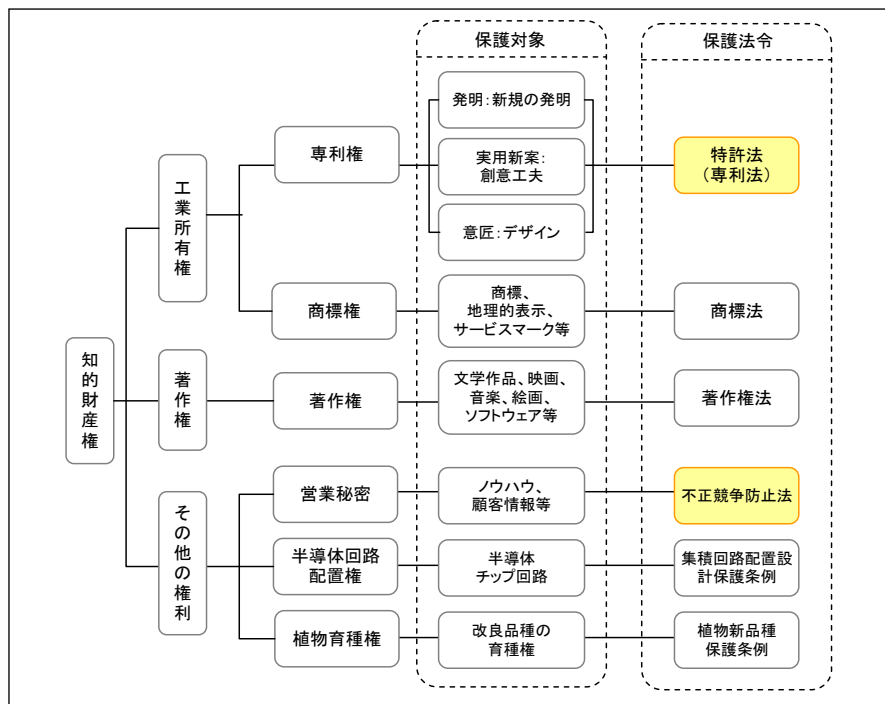 保護対象
保護法令
発明：新規の発明
専利権
実用新案：
創意工夫
特許法
（専利法）
意匠：デザイン
工業所有権
商標権
商標、
地理的表示、
サービスマーク等
商標法
知的財産権
著作権
著作権
文学作品、映画、
音楽、絵画、
ソフトウェア等
著作権法
その他の権利
営業秘密
ノウハウ、
顧客情報等
不正競争防止法
半導体回路
配置権
半導体
チップ回路
集積回路配置設
計保護条例
植物育種権
改良品種の
育種権
植物新品種
保護条例